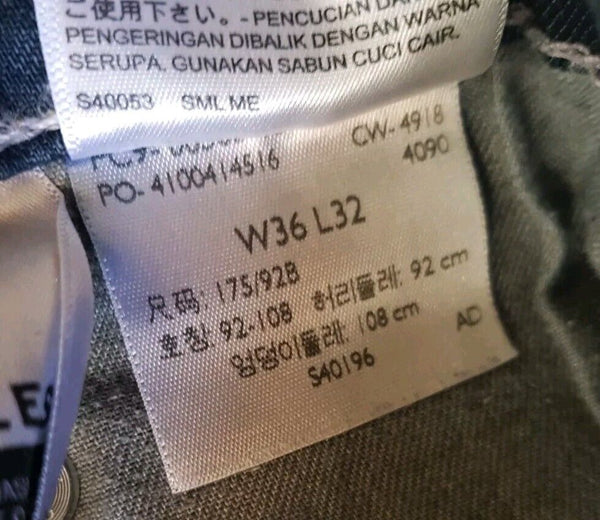 ご使用下さい。-PENCUCIAN
PENGERINGAN DIBALIK DENGAN WARNA
SERUPA. GUNAKAN SABUN CUCI CAIR.
S40053 SML ME
CW-4918
PO-4100414516 4090
W36 L32
尺码: 175/92B
호칭: 92-108 허리둘레: 92 cm
엉덩이둘레: 108 cm AD
S40196